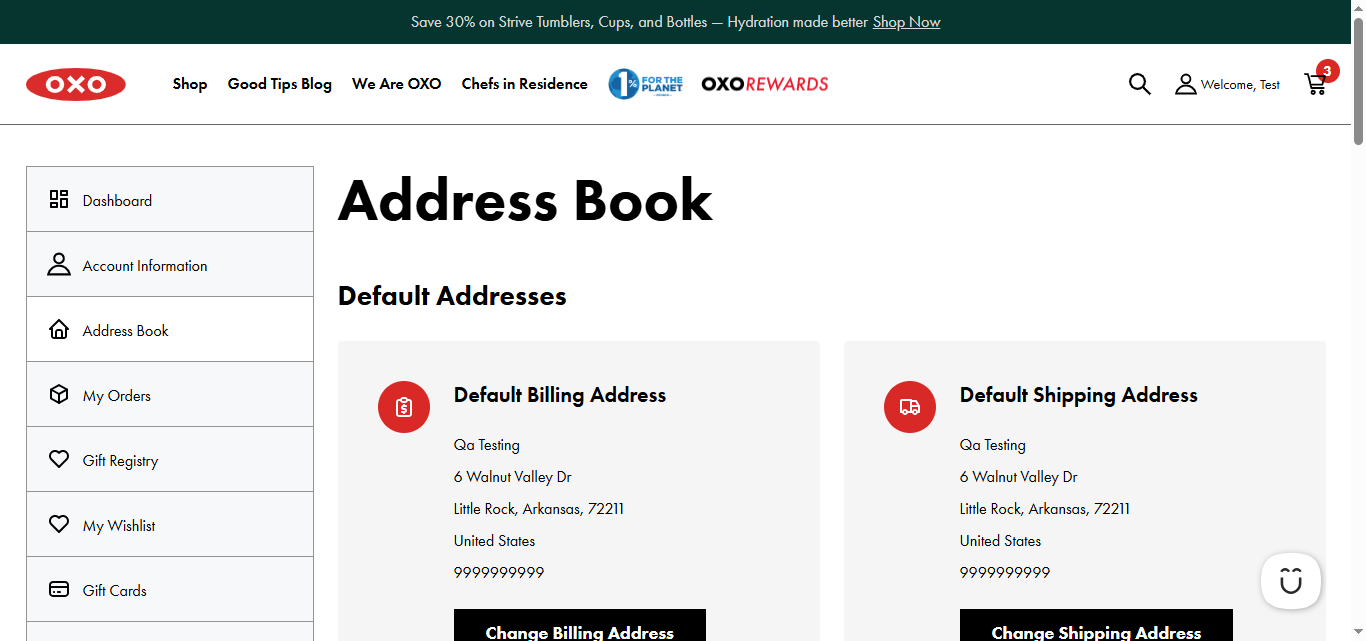 Save 30% on Strive Tumblers, Cups, and Bottles — Hydration made better Shop Now
OXO
Shop
Good Tips Blog
We Are OXO
Chefs in Residence
1% FOR THE PLANET
OXOREWARDS
Welcome, Test
3
Dashboard
Account Information
Address Book
My Orders
Gift Registry
My Wishlist
Gift Cards
Address Book
Default Addresses
Default Billing Address
Qa Testing
6 Walnut Valley Dr
Little Rock, Arkansas, 72211
United States
9999999999
Change Billing Address
Default Shipping Address
Qa Testing
6 Walnut Valley Dr
Little Rock, Arkansas, 72211
United States
9999999999
Change Shipping Address